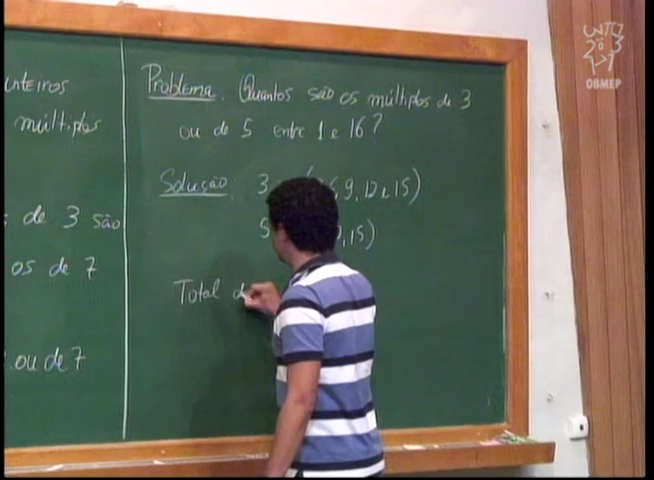 nteiros
múltiplos
de 3 são
os de 7
ou de 7
Problema. Quantos são os múltiplos de 3
ou de 5 entre 1 e 16?
Solução. 3 ,9,12 e 15)
5 ,15)
Total d
OBMEP